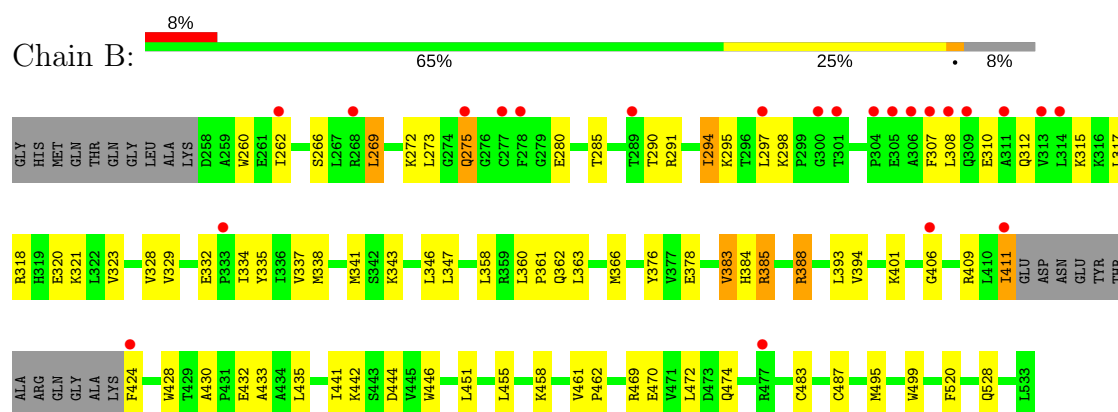 8%
Chain B:
65% 25% • 8%
GLY HIS MET GLN THR GLN GLY LEU ALA LYS D258 A259 W260 E261 I262 S266 L267 R268 L269 K272 L273 G274 Q275 G276 C277 F278 G279 E280 T285 T289 T290 R291 I294 K295 T296 L297 K298 P299 G300 T301 P304 E305 A306 F307 L308 Q309 E310 A311 Q312 V313 L314 K315 K316 L317
R318 H319 E320 K321 L322 V323 V328 V329 E332 P333 I334 Y335 I336 V337 M338 M341 S342 K343 L346 L347 L358 R359 L360 P361 Q362 L363 M366 Y376 V377 E378 V383 H384 R385 R388 L393 V394 K401 G406 R409 L410 I411 GLU ASP ASN GLU TYR THR
ALA ARG GLN GLY ALA LYS F424 W428 T429 A430 P431 E432 A433 A434 L435 I441 K442 S443 D444 V445 W446 L451 L455 K458 V461 P462 R469 E470 V471 L472 D473 Q474 R477 C483 C487 M495 W499 F520 Q528 L533